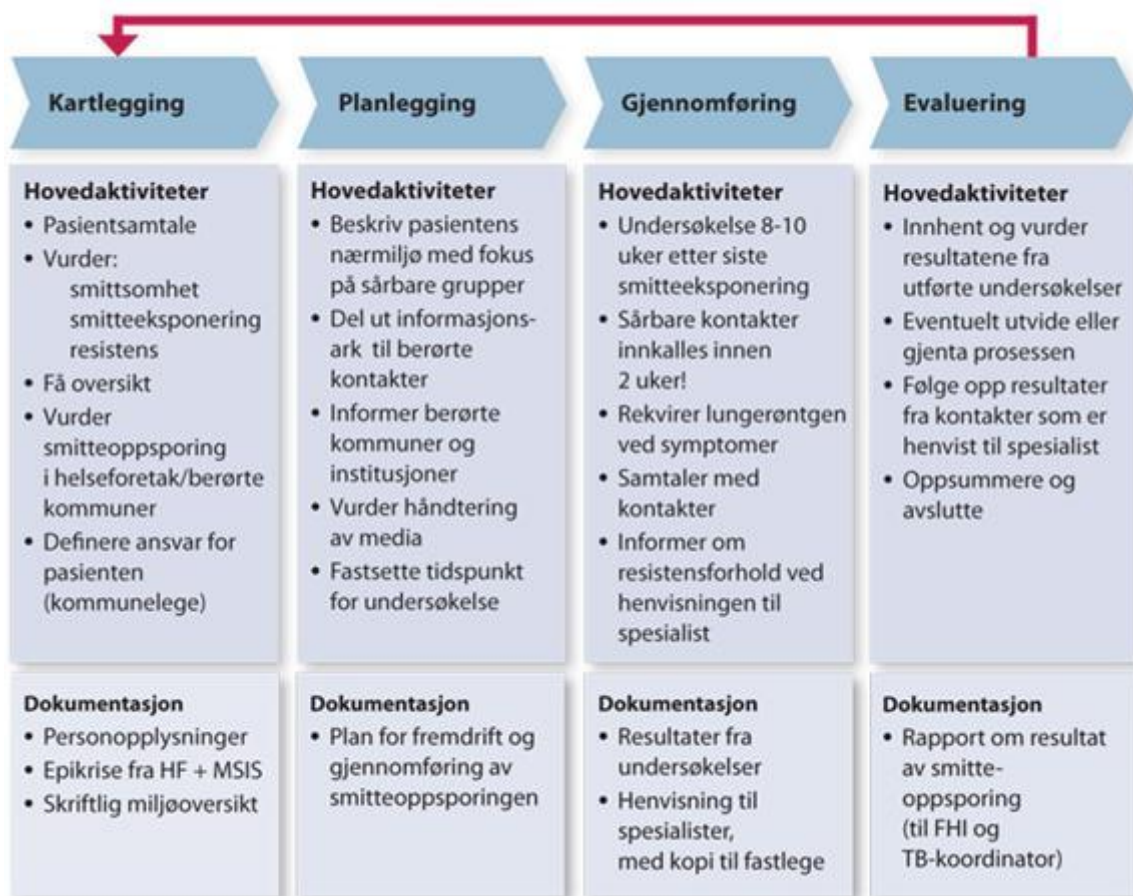 Kartlegging
Planlegging
Gjennomføring
Evaluering
Hovedaktiviteter
• Pasientsamtale
• Vurder:
smittsomhet
smitteeksponering
resistens
• Få oversikt
• Vurder
smitteoppsporing
i helseforetak/berørte
kommuner
• Definere ansvar for
pasienten
(kommunelege)
Hovedaktiviteter
• Beskriv pasientens
nærmiljø med fokus
på sårbare grupper
• Del ut informasjons-
ark til berørte
kontakter
• Informer berørte
kommuner og
institusjoner
• Vurder håndtering
av media
• Fastsette tidspunkt
for undersøkelse
Hovedaktiviteter
• Undersøkelse 8-10
uker etter siste
smitteeksponering
• Sårbare kontakter
innkalles innen
2 uker!
• Rekvirer lungerøntgen
ved symptomer
• Samtaler med
kontakter
• Informer om
resistensforhold ved
henvisningen til
spesialist
Hovedaktiviteter
• Innhent og vurder
resultatene fra
utførte undersøkelser
• Eventuelt utvide eller
gjenta prosessen
• Følge opp resultater
fra kontakter som er
henvist til spesialist
• Oppsummere og
avslutte
Dokumentasjon
• Personopplysninger
• Epikrise fra HF + MSIS
• Skriftlig miljøoversikt
Dokumentasjon
• Plan for fremdrift og
gjennomføring av
smitteoppsporingen
Dokumentasjon
• Resultater fra
undersøkelser
• Henvisning til
spesialister,
med kopi til fastlege
Dokumentasjon
• Rapport om resultat
av smitte-
oppsporing
(til FHI og
TB-koordinator)